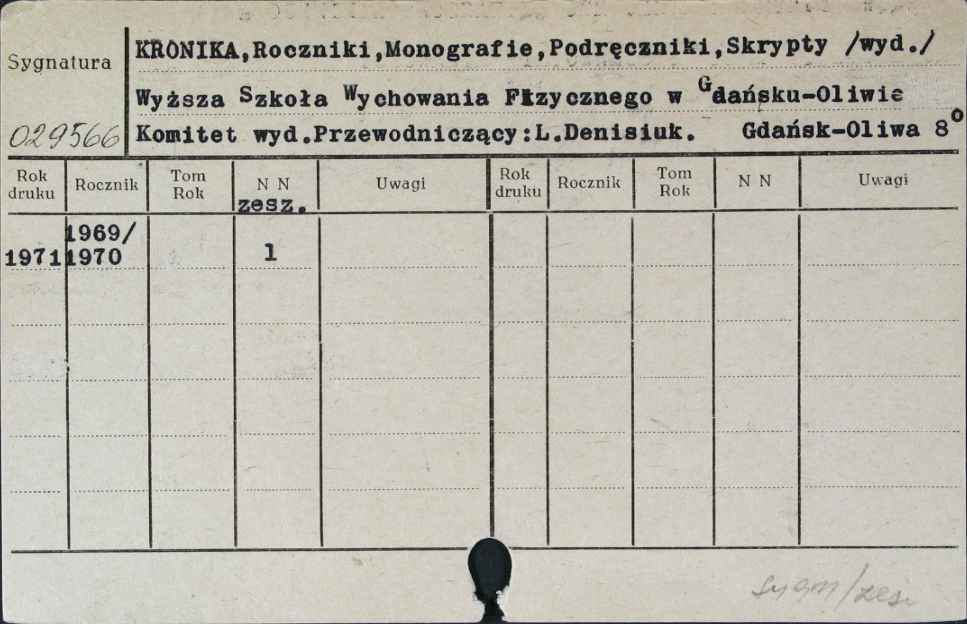 KRONIKA,Roczniki,Monografie,Podręczniki,Skrypty /wyd./
Sygnatura
Wyższa Szkoła Wychowania Fizycznego w Gdańsku-Oliwie
029566
Komitet wyd.Przewodniczący:L.Denisiuk. Gdańsk-Oliwa 8°
Rok druku Rocznik Tom Rok N N zesz. Uwagi Rok druku Rocznik Tom Rok N N Uwagi
1969/
1971 1970 1
sygn/zesz